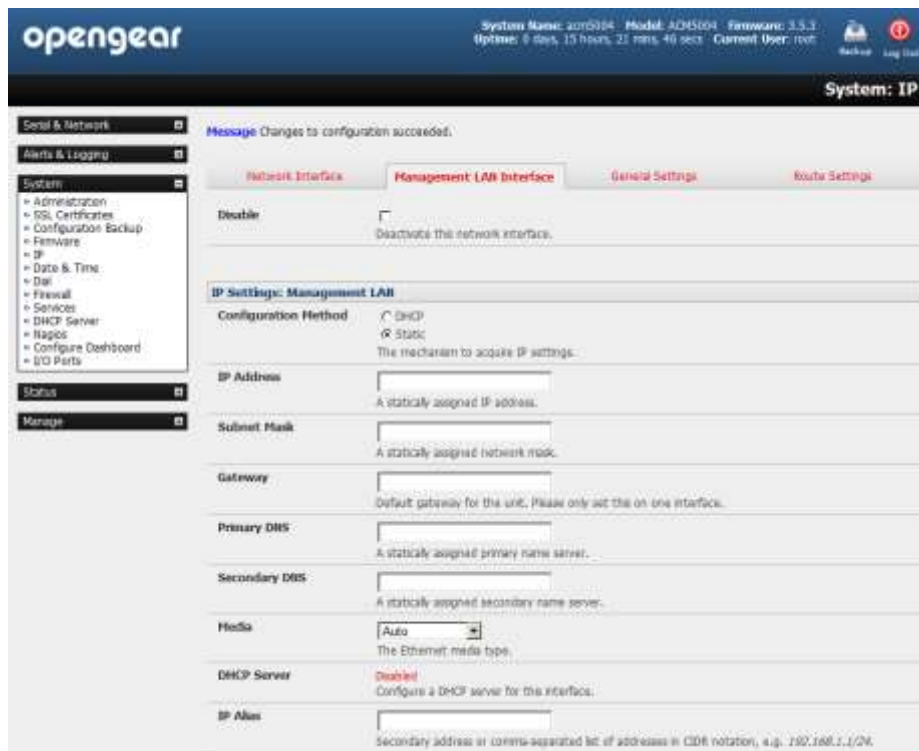 opengear
System Name: acm5004 Model: ACM5004 Firmware: 3.5.3
Uptime: 0 days, 15 hours, 21 mins, 46 secs Current User: root
Backup
Log Out
System: IP
Serial & Network
Alerts & Logging
System
Administration
SSL Certificates
Configuration Backup
Firmware
IP
Date & Time
Dial
Firewall
Services
DHCP Server
Nagios
Configure Dashboard
I/O Ports
Status
Manage
Message Changes to configuration succeeded.
Network Interface
Management LAN Interface
General Settings
Route Settings
Disable
Deactivate this network interface.
IP Settings: Management LAN
Configuration Method
DHCP
Static
The mechanism to acquire IP settings.
IP Address
A statically assigned IP address.
Subnet Mask
A statically assigned network mask.
Gateway
Default gateway for the unit. Please only set this on one interface.
Primary DNS
A statically assigned primary name server.
Secondary DNS
A statically assigned secondary name server.
Media
Auto
The Ethernet media type.
DHCP Server
Disabled
Configure a DHCP server for this interface.
IP Alias
Secondary address or comma-separated list of addresses in CIDR notation, e.g. 192.168.1.1/24.